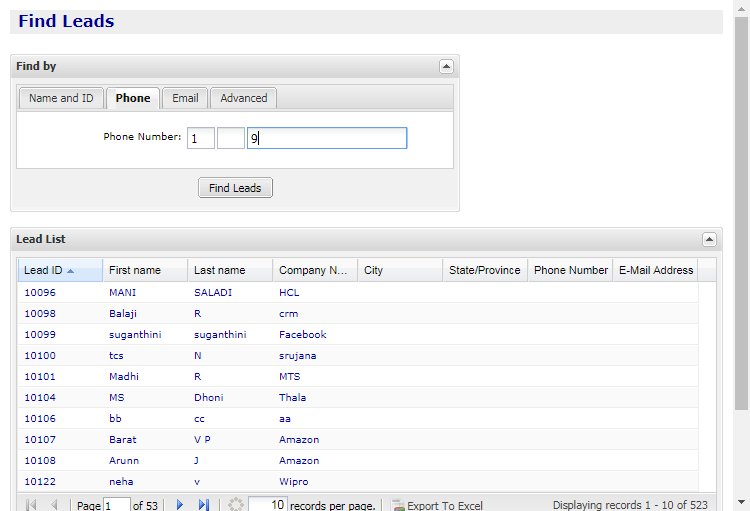 Find Leads
Find by
Name and ID Phone Email Advanced
Phone Number: 1 9
Find Leads
Lead List
Lead ID First name Last name Company N... City State/Province Phone Number E-Mail Address
10096 MANI SALADI HCL
10098 Balaji R crm
10099 suganthini suganthini Facebook
10100 tcs N srujana
10101 Madhi R MTS
10104 MS Dhoni Thala
10106 bb cc aa
10107 Barat V P Amazon
10108 Arunn J Amazon
10122 neha v Wipro
Page 1 of 53 10 records per page. Export To Excel Displaying records 1 - 10 of 523